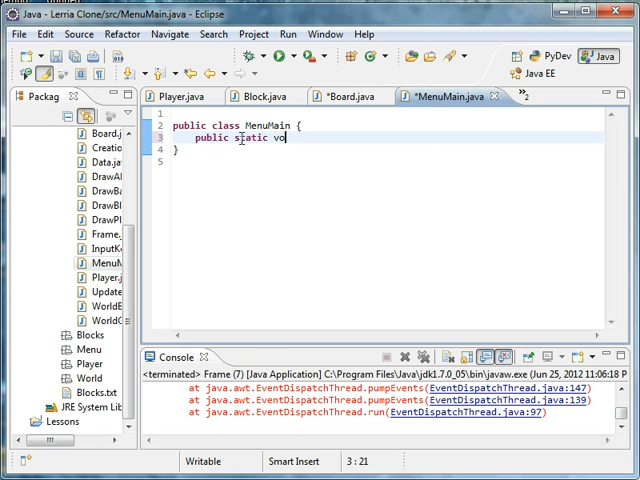 Java - Lerria Clone/src/MenuMain.java - Eclipse
File Edit Source Refactor Navigate Search Project Run Window Help
PyDev Java
Java EE
Packag
Player.java Block.java *Board.java *MenuMain.java »2
1
2 public class MenuMain {
3 public static vo
4 }
5
Board.j
Creatio
Data.jav
DrawAl
DrawBa
DrawBl
DrawPl
Frame.
InputK
MenuM
Player.j
Update
WorldE
WorldG
Blocks
Menu
Player
World
Blocks.txt
JRE System Lib
Lessons
Console
<terminated> Frame (7) [Java Application] C:\Program Files\Java\jdk1.7.0_05\bin\javaw.exe (Jun 25, 2012 11:06:18 P
at java.awt.EventDispatchThread.pumpEvents(EventDispatchThread.java:147)
at java.awt.EventDispatchThread.pumpEvents(EventDispatchThread.java:139)
at java.awt.EventDispatchThread.run(EventDispatchThread.java:97)
Writable Smart Insert 3 : 21